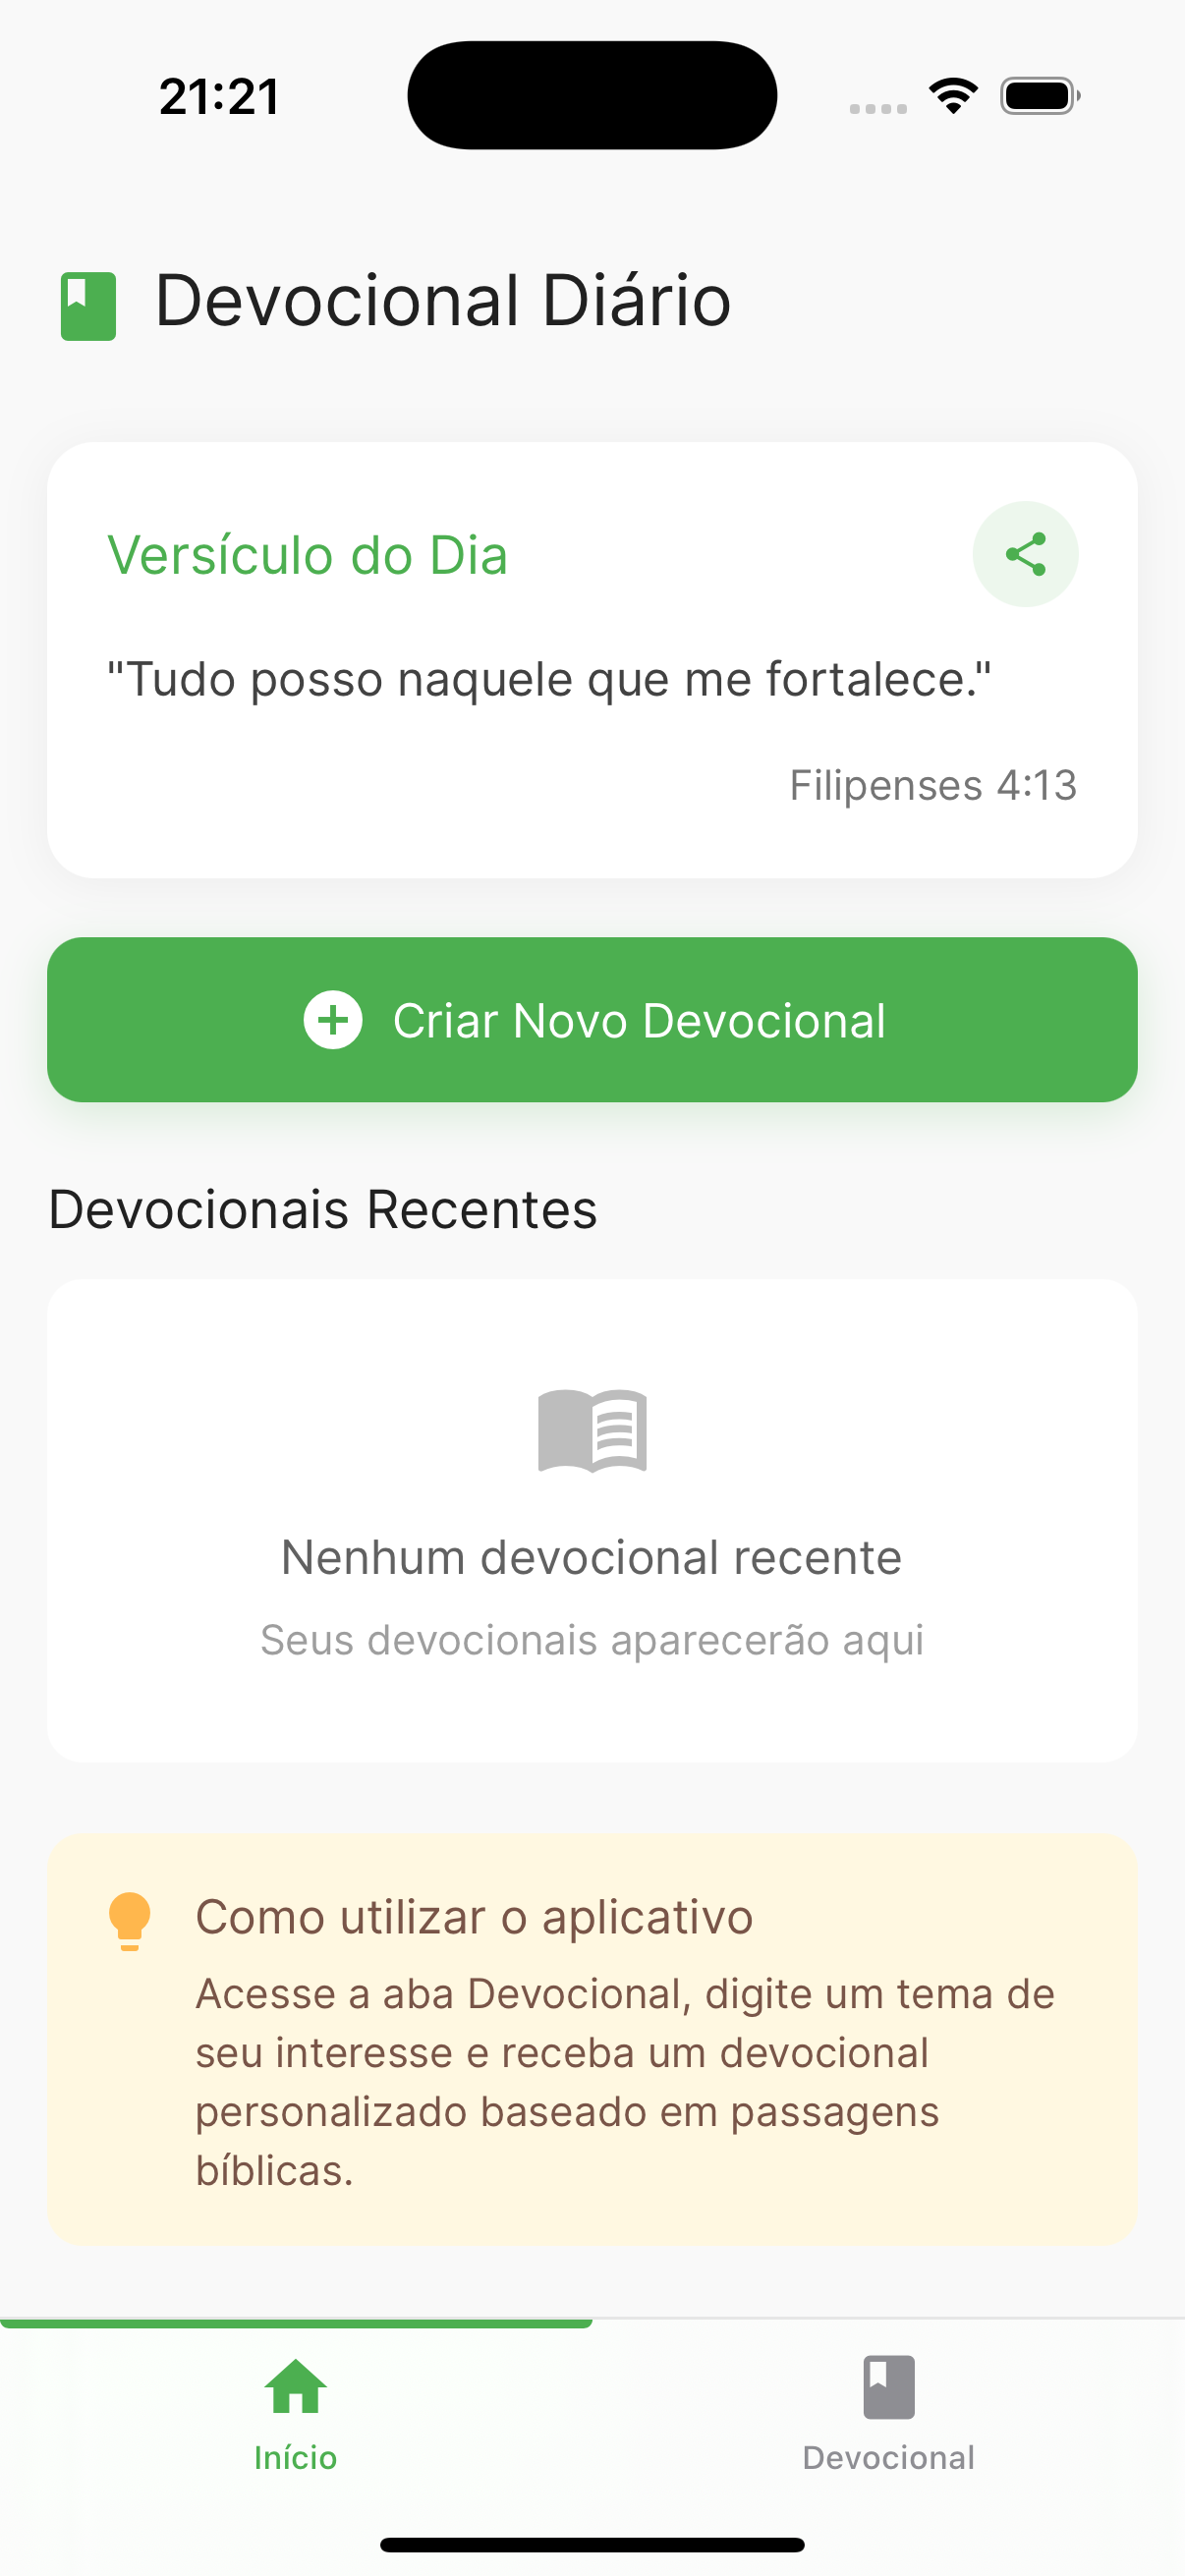 21:21
Devocional Diário
Versículo do Dia
"Tudo posso naquele que me fortalece."
Filipenses 4:13
Criar Novo Devocional
Devocionais Recentes
Nenhum devocional recente
Seus devocionais aparecerão aqui
Como utilizar o aplicativo
Acesse a aba Devocional, digite um tema de
seu interesse e receba um devocional
personalizado baseado em passagens
bíblicas.
Início
Devocional